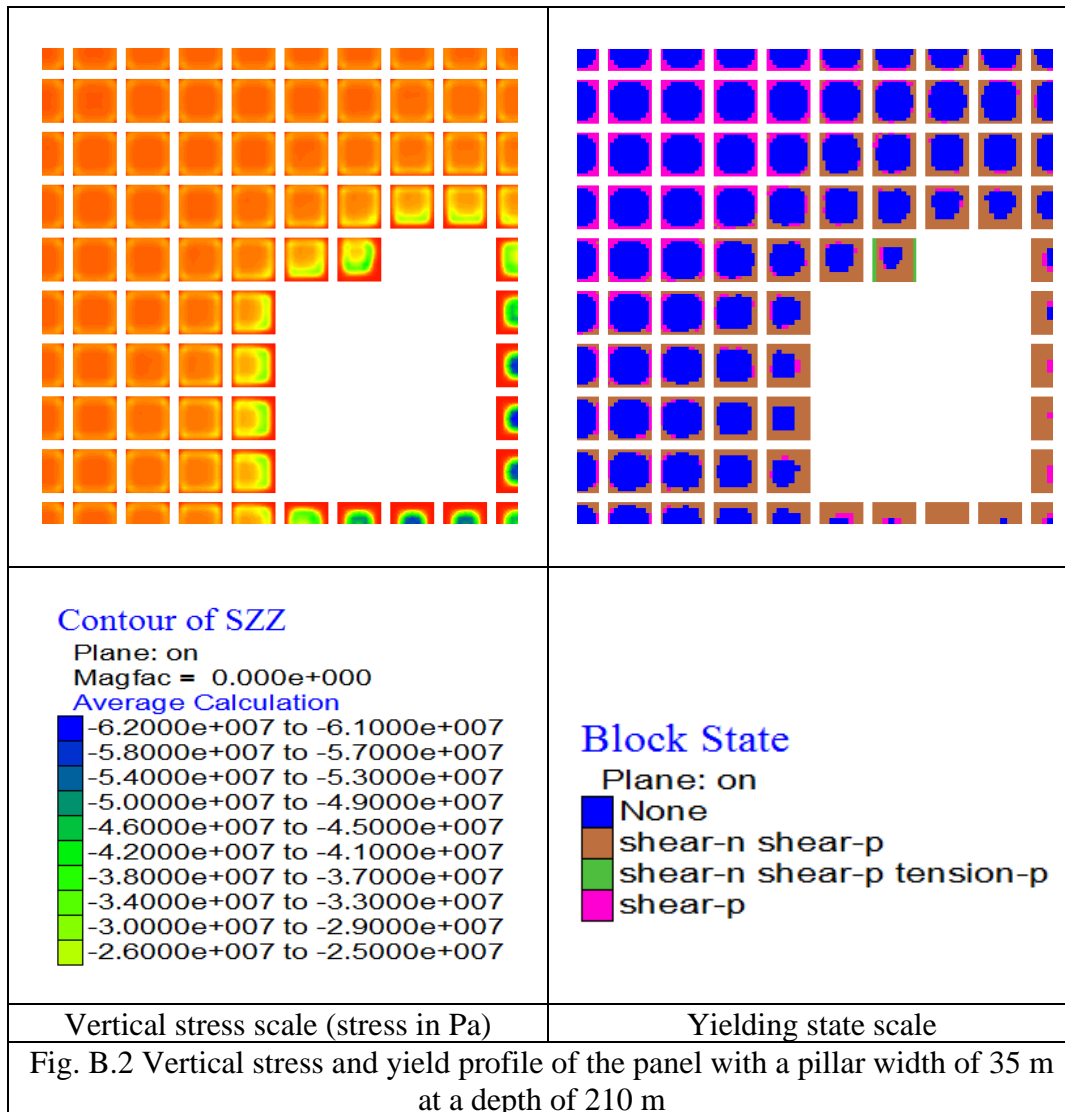 Contour of SZZ
Plane: on
Magfac = 0.000e+000
Average Calculation
-6.2000e+007 to -6.1000e+007
-5.8000e+007 to -5.7000e+007
-5.4000e+007 to -5.3000e+007
-5.0000e+007 to -4.9000e+007
-4.6000e+007 to -4.5000e+007
-4.2000e+007 to -4.1000e+007
-3.8000e+007 to -3.7000e+007
-3.4000e+007 to -3.3000e+007
-3.0000e+007 to -2.9000e+007
-2.6000e+007 to -2.5000e+007
Block State
Plane: on
None
shear-n shear-p
shear-n shear-p tension-p
shear-p
Vertical stress scale (stress in Pa)
Yielding state scale
Fig. B.2 Vertical stress and yield profile of the panel with a pillar width of 35 m
at a depth of 210 m